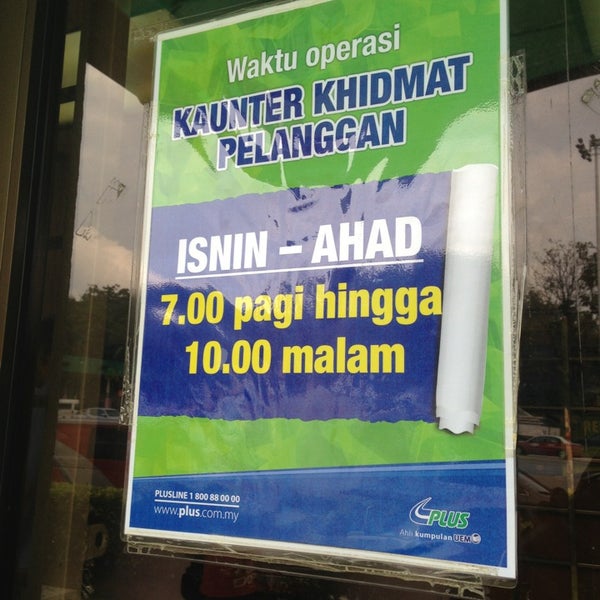 Waktu operasi
KAUNTER KHIDMAT
PELANGGAN
ISNIN – AHAD
7.00 pagi hingga
10.00 malam
PLUSLINE 1 800 88 00 00
www.plus.com.my
PLUS
Ahli kumpulan UEM